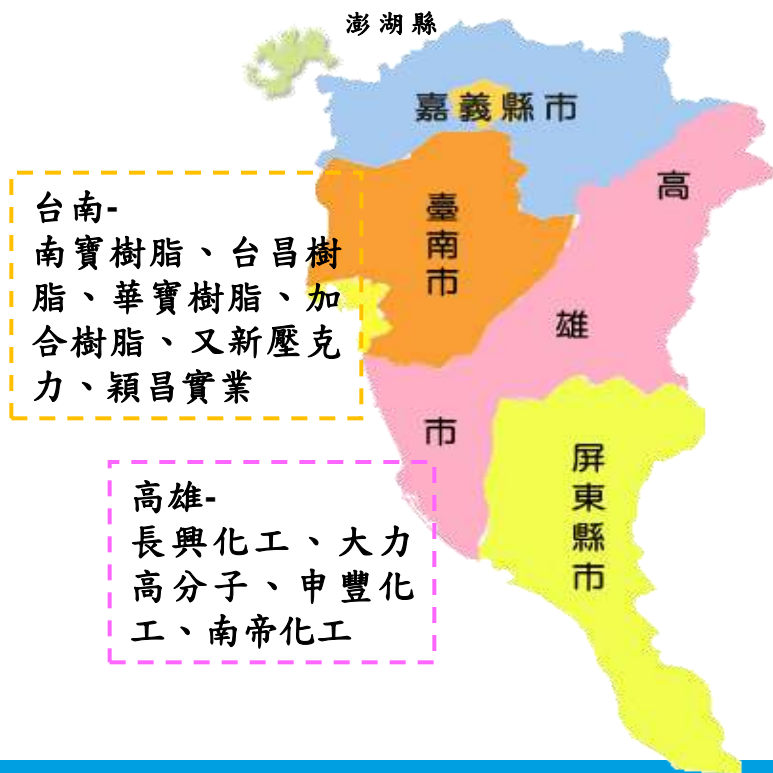 澎湖縣
嘉義縣市
高
雄
市
臺南市
台南-
南寶樹脂、台昌樹
脂、華寶樹脂、加
合樹脂、又新壓克
力、穎昌實業
屏東縣市
高雄-
長興化工、大力
高分子、申豐化
工、南帝化工